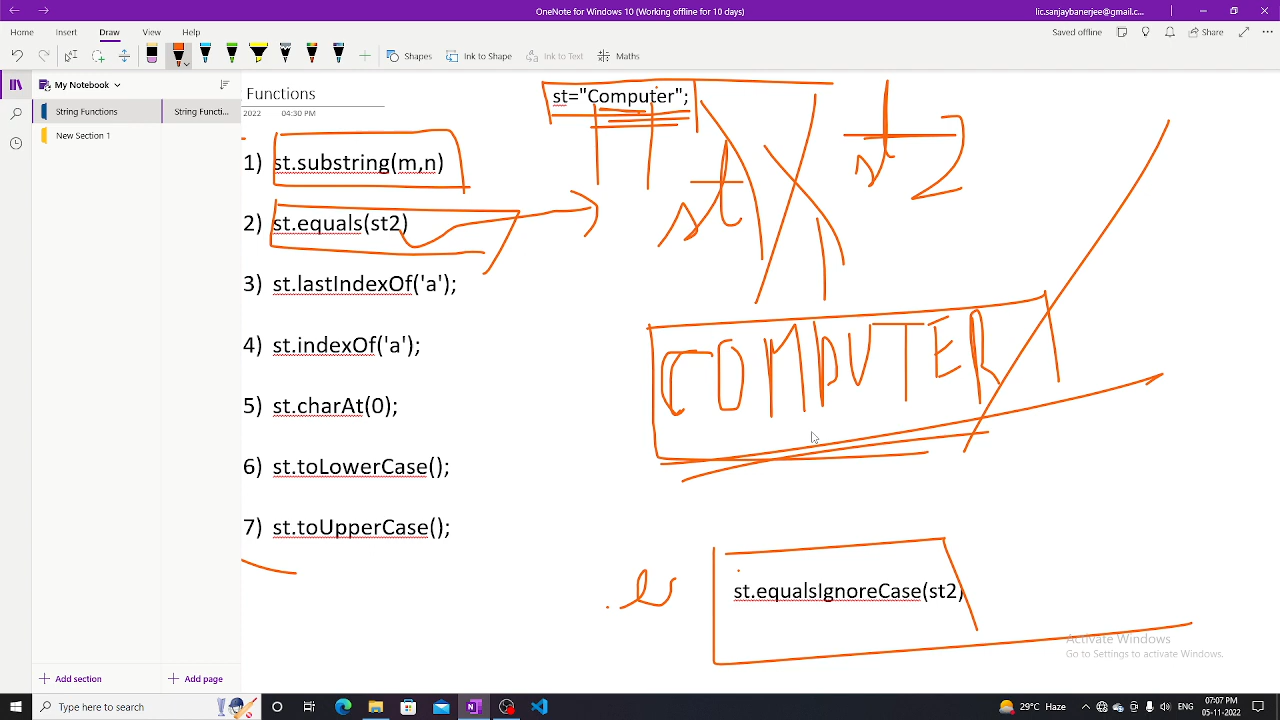 OneNote for Windows 10 (Working offline for 10 days)
lic.sanjaybanerjee@gmail.c...
Home Insert Draw View Help
Saved offline
Share
Shapes
Ink to Shape
Ink to Text
Maths
My Notebook
String Functions
New Section 1
String Functi...
Functions
2022 04:30 PM
st="Computer";
1) st.substring(m,n)
2) st.equals(st2)
3) st.lastIndexOf('a');
4) st.indexOf('a');
5) st.charAt(0);
6) st.toLowerCase();
7) st.toUpperCase();
st
st2
COMPUTER
st.equalsIgnoreCase(st2)
Activate Windows
Go to Settings to activate Windows.
Add section
Add page
Type here to search
29°C Haze
07:07 PM
05-11-2022